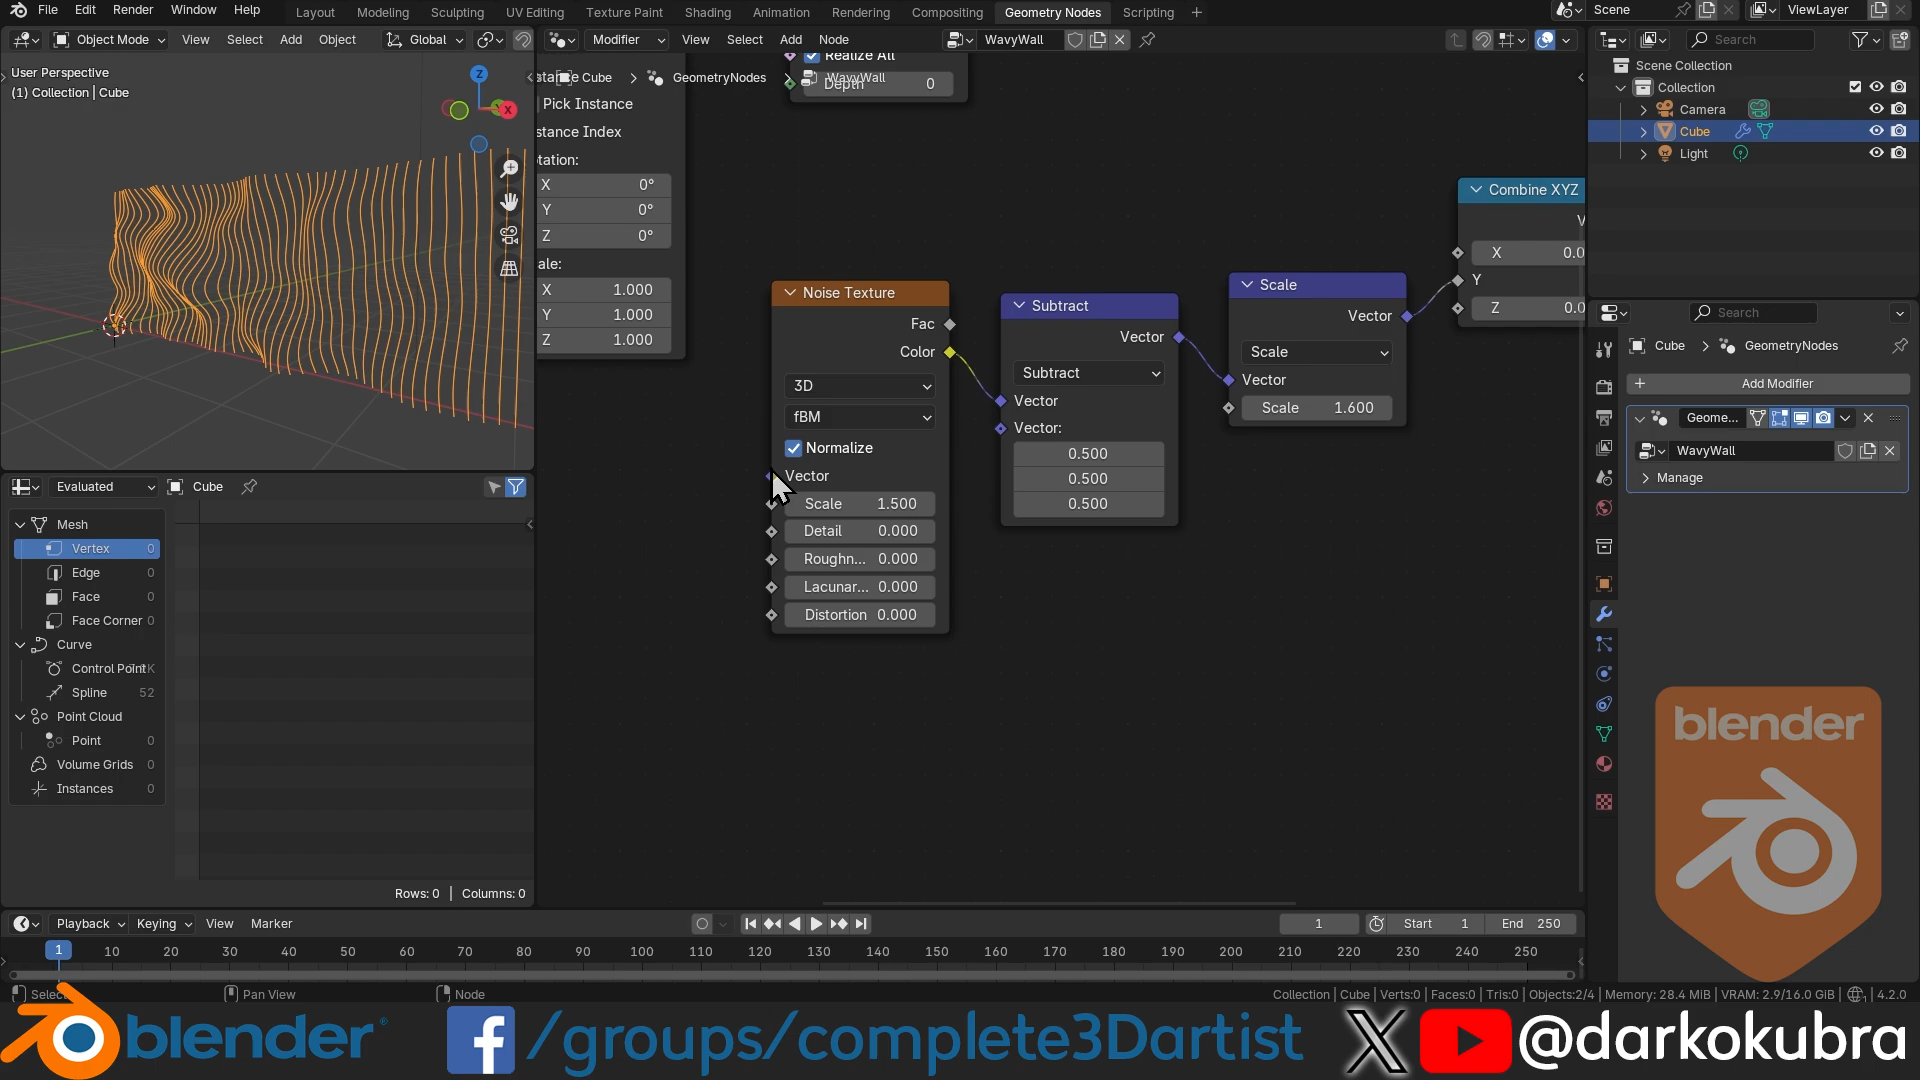 File Edit Render Window Help Layout Modeling Sculpting UV Editing Texture Paint Shading Animation Rendering Compositing Geometry Nodes Scripting + Scene ViewLayer
Object Mode View Select Add Object Global Modifier View Select Add Node WavyWall Search
User Perspective
(1) Collection | Cube
Z
X
Cube > GeometryNodes > WavyWall
Pick Instance
stance Index
tation:
X 0°
Y 0°
Z 0°
ale:
X 1.000
Y 1.000
Z 1.000
Realize All
Depth 0
Noise Texture
Fac
Color
3D
fBM
Normalize
Vector
Scale 1.500
Detail 0.000
Roughn... 0.000
Lacunar... 0.000
Distortion 0.000
Subtract
Vector
Subtract
Vector
Vector:
0.500
0.500
0.500
Scale
Vector
Scale
Vector
Scale 1.600
Combine XYZ
V
X 0.0
Y
Z 0.0
Scene Collection
Collection
Camera
Cube
Light
Search
Cube > GeometryNodes
+ Add Modifier
Geome...
WavyWall
Manage
blender
Evaluated Cube
Mesh
Vertex 0
Edge 0
Face 0
Face Corner 0
Curve
Control Point
Spline 52
Point Cloud
Point 0
Volume Grids 0
Instances 0
Rows: 0 | Columns: 0
Playback Keying View Marker 1 Start 1 End 250
1 10 20 30 40 50 60 70 80 90 100 110 120 130 140 150 160 170 180 190 200 210 220 230 240 250
Select Pan View Node Collection | Cube | Verts:0 | Faces:0 | Tris:0 | Objects:2/4 | Memory: 28.4 MiB | VRAM: 2.9/16.0 GiB | 4.2.0
blender ® f /groups/complete3Dartist X @darkokubra